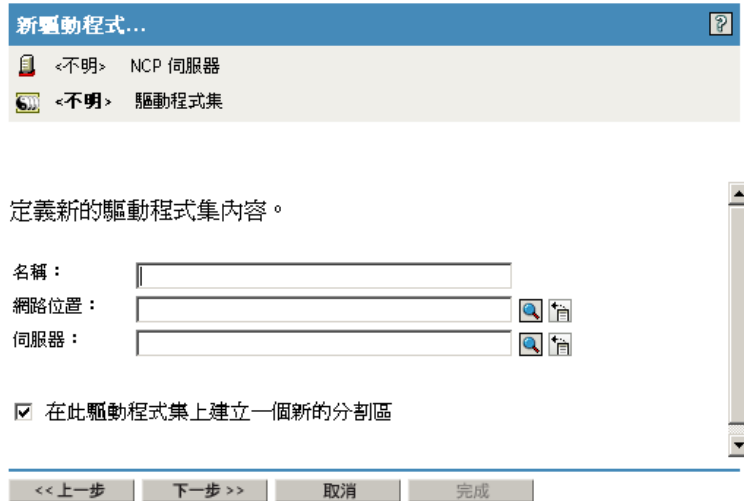 新驅動程式...
?
<不明> NCP 伺服器
<不明> 驅動程式集
定義新的驅動程式集內容。
名稱：
網路位置：
伺服器：
在此驅動程式集上建立一個新的分割區
<< 上一步 下一步 >> 取消 完成